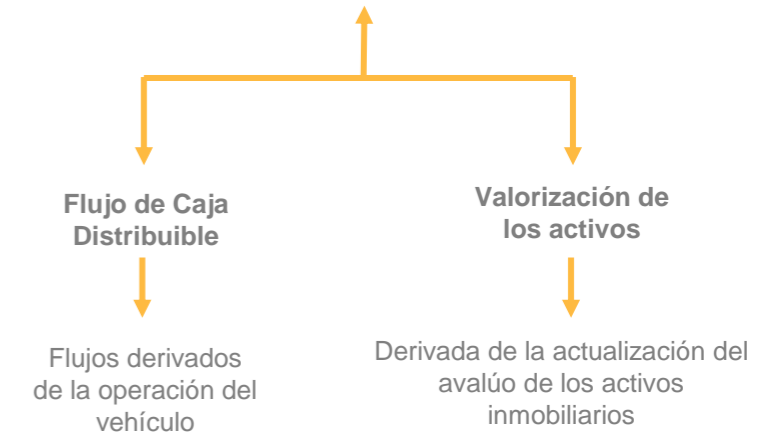 Flujo de Caja
Distribuible
Valorización de
los activos
Flujos derivados
de la operación del
vehículo
Derivada de la actualización del
avalúo de los activos
inmobiliarios